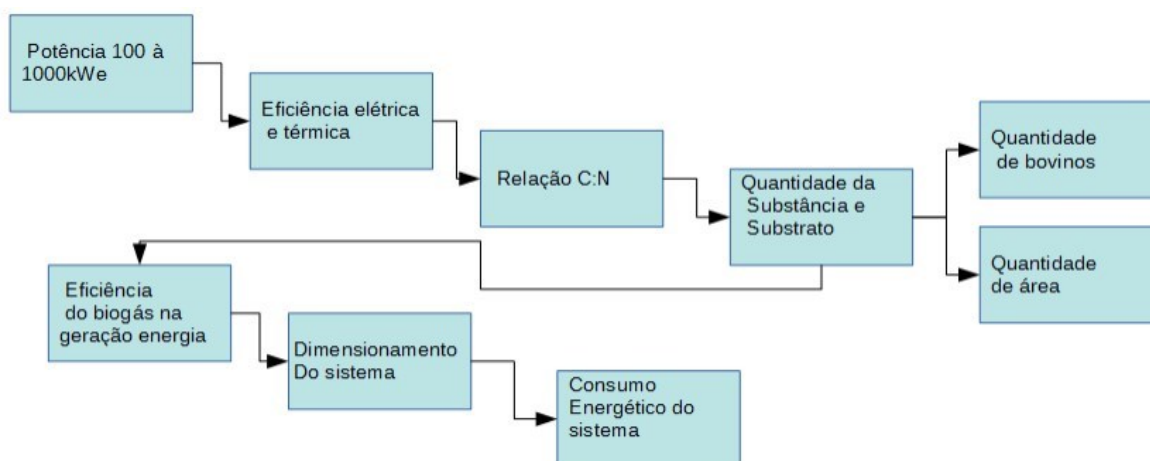 Potência 100 à
1000kWe
Eficiência elétrica
e térmica
Relação C:N
Quantidade da
Substância e
Substrato
Quantidade
de bovinos
Quantidade
de área
Eficiência
do biogás na
geração energia
Dimensionamento
Do sistema
Consumo
Energético do
sistema